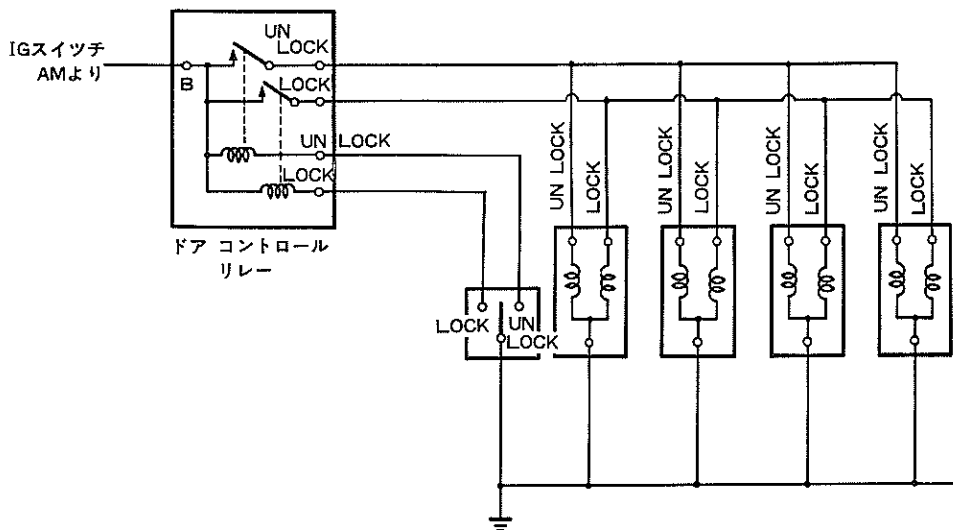 IGスイッチ
AMより
B
UN
LOCK
LOCK
UN LOCK
LOCK
ドア コントロール
リレー
UN LOCK
LOCK
UN LOCK
LOCK
UN LOCK
LOCK
UN LOCK
LOCK
LOCK
UN
LOCK